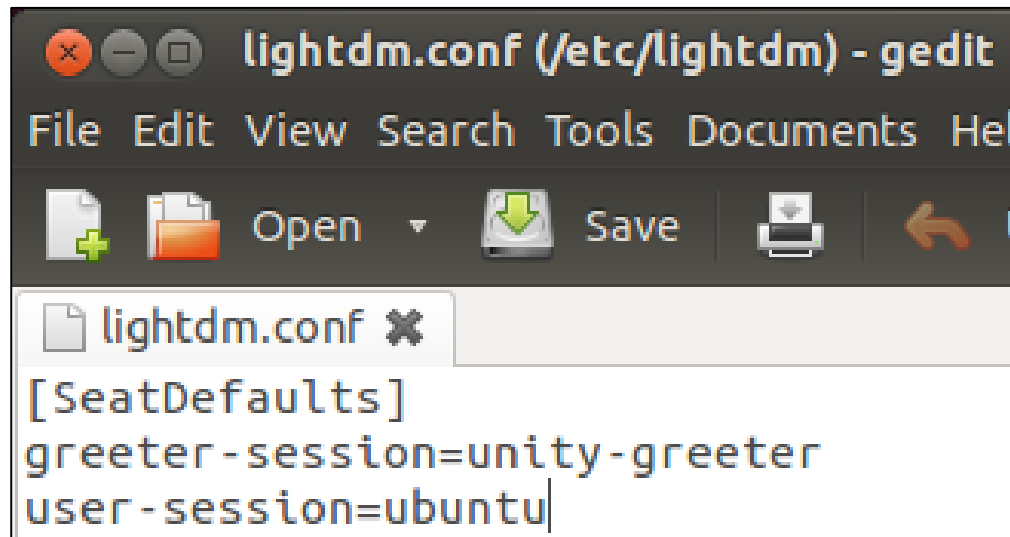 lightdm.conf (/etc/lightdm) - gedit
File Edit View Search Tools Documents Hel
Open Save
lightdm.conf
[SeatDefaults]
greeter-session=unity-greeter
user-session=ubuntu